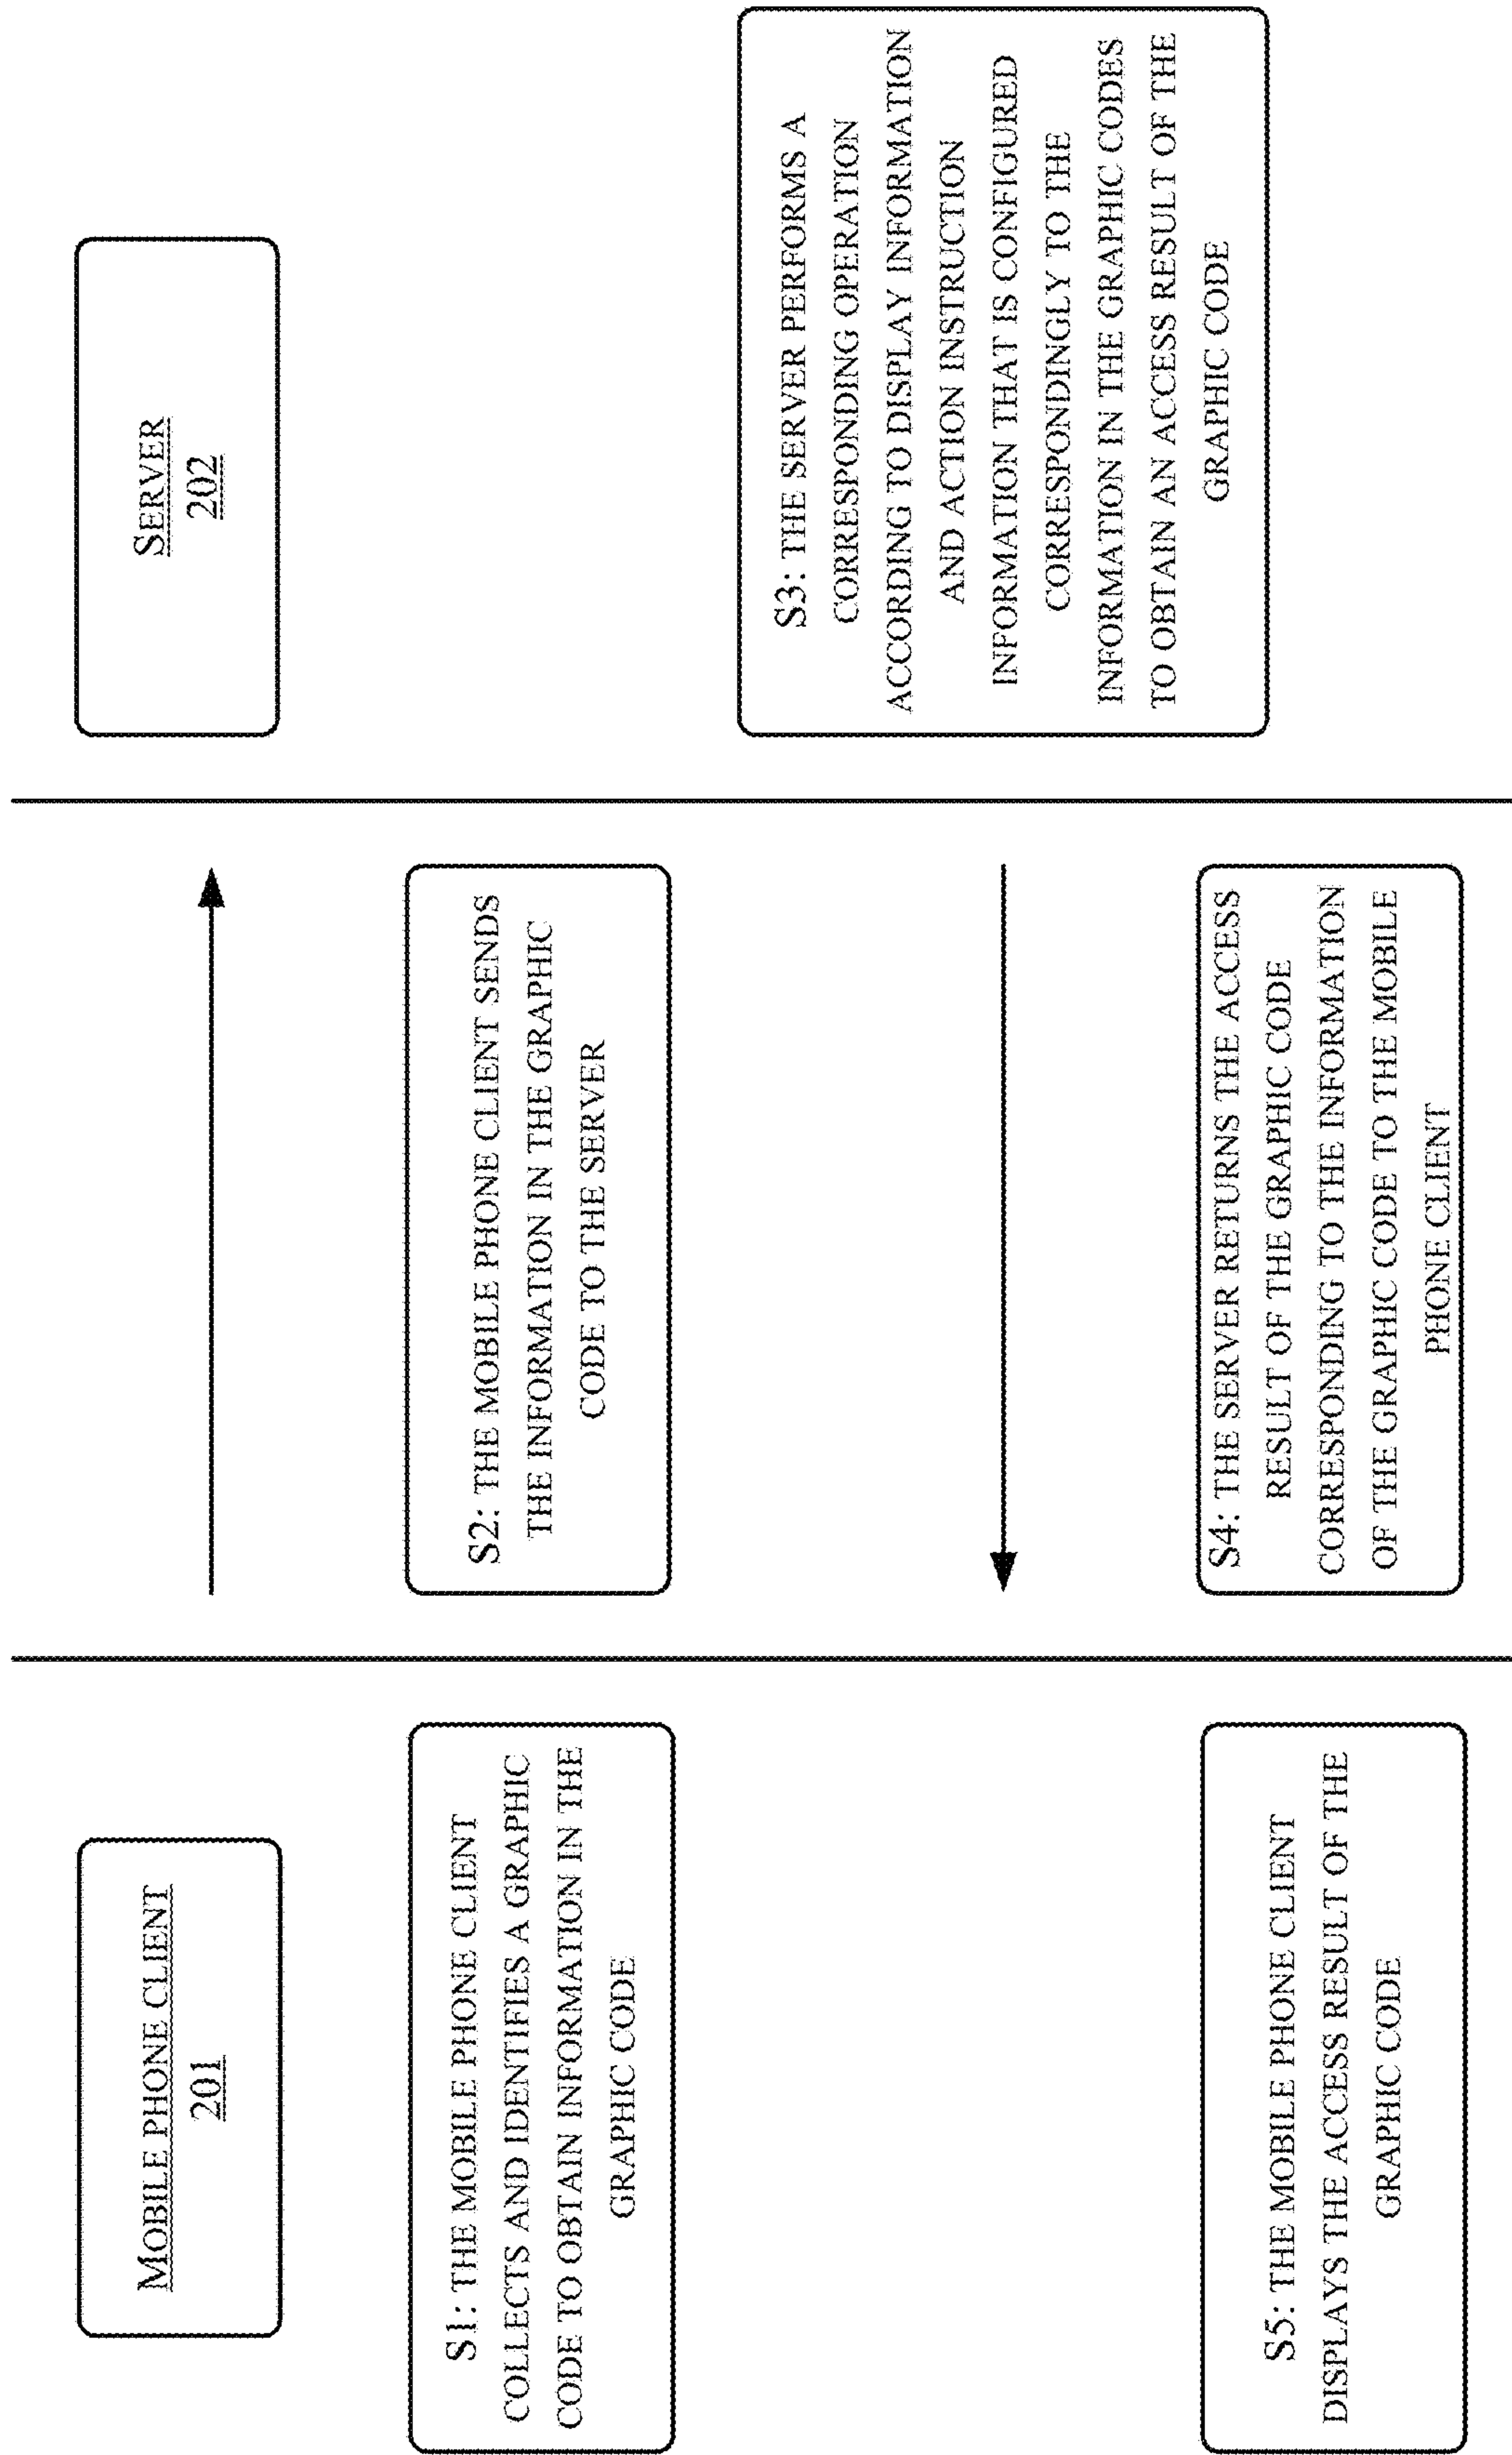 MOBILE PHONE CLIENT
201
SERVER
202
S1: THE MOBILE PHONE CLIENT
COLLECTS AND IDENTIFIES A GRAPHIC
CODE TO OBTAIN INFORMATION IN THE
GRAPHIC CODE
S2: THE MOBILE PHONE CLIENT SENDS
THE INFORMATION IN THE GRAPHIC
CODE TO THE SERVER
S3: THE SERVER PERFORMS A
CORRESPONDING OPERATION
ACCORDING TO DISPLAY INFORMATION
AND ACTION INSTRUCTION
INFORMATION THAT IS CONFIGURED
CORRESPONDINGLY TO THE
INFORMATION IN THE GRAPHIC CODES
TO OBTAIN AN ACCESS RESULT OF THE
GRAPHIC CODE
S4: THE SERVER RETURNS THE ACCESS
RESULT OF THE GRAPHIC CODE
CORRESPONDING TO THE INFORMATION
OF THE GRAPHIC CODE TO THE MOBILE
PHONE CLIENT
S5: THE MOBILE PHONE CLIENT
DISPLAYS THE ACCESS RESULT OF THE
GRAPHIC CODE